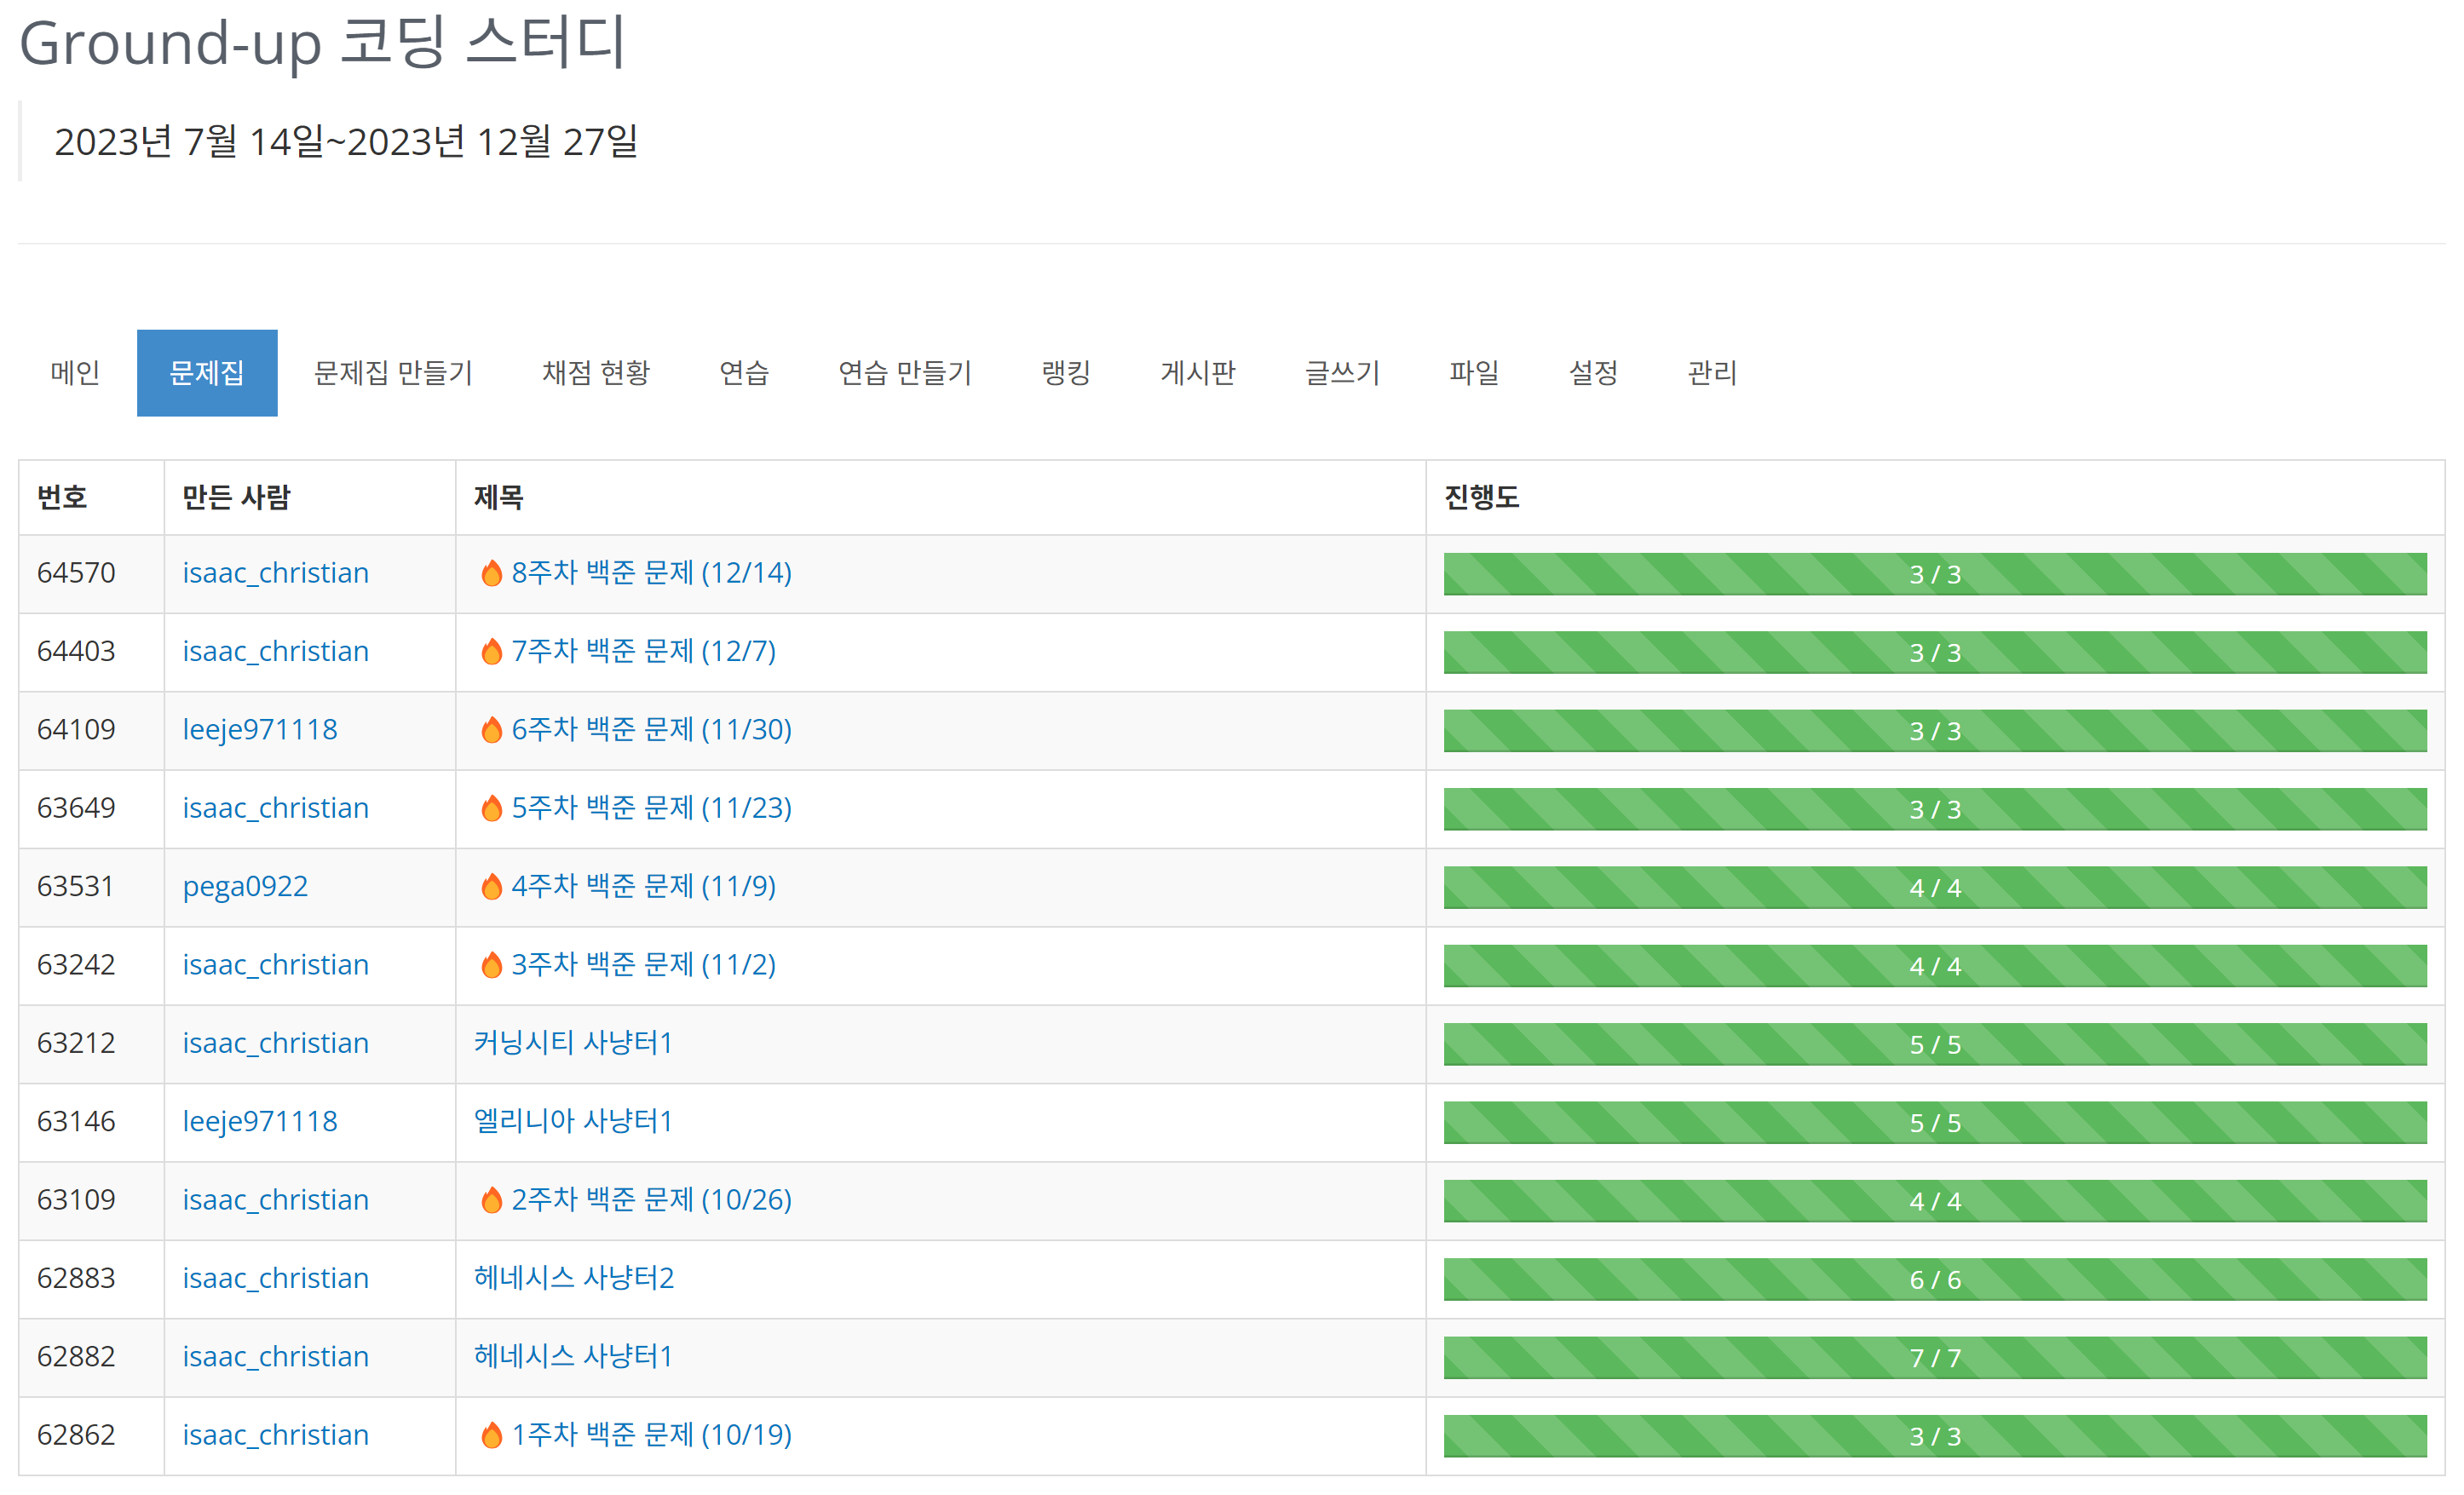 Ground-up 코딩 스터디
2023년 7월 14일~2023년 12월 27일
메인 문제집 문제집 만들기 채점 현황 연습 연습 만들기 랭킹 게시판 글쓰기 파일 설정 관리
번호 만든 사람 제목 진행도
64570 isaac_christian 🔥 8주차 백준 문제 (12/14) 3 / 3
64403 isaac_christian 🔥 7주차 백준 문제 (12/7) 3 / 3
64109 leeje971118 🔥 6주차 백준 문제 (11/30) 3 / 3
63649 isaac_christian 🔥 5주차 백준 문제 (11/23) 3 / 3
63531 pega0922 🔥 4주차 백준 문제 (11/9) 4 / 4
63242 isaac_christian 🔥 3주차 백준 문제 (11/2) 4 / 4
63212 isaac_christian 커닝시티 사냥터1 5 / 5
63146 leeje971118 엘리니아 사냥터1 5 / 5
63109 isaac_christian 🔥 2주차 백준 문제 (10/26) 4 / 4
62883 isaac_christian 헤네시스 사냥터2 6 / 6
62882 isaac_christian 헤네시스 사냥터1 7 / 7
62862 isaac_christian 🔥 1주차 백준 문제 (10/19) 3 / 3